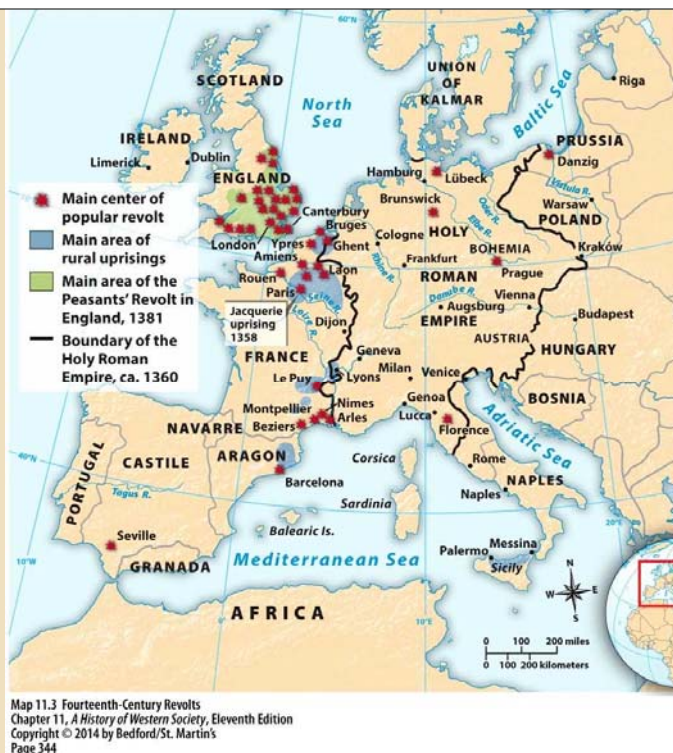 60°N
SCOTLAND
UNION
OF
KALMAR
North
Sea
Baltic Sea
Riga
IRELAND
Dublin
Limerick
PRUSSIA
Danzig
ENGLAND
Hamburg
Lübeck
Main center of
popular revolt
Main area of
rural uprisings
Main area of the
Peasants' Revolt in
England, 1381
Boundary of the
Holy Roman
Empire, ca. 1360
Canterbury
Bruges
London
Ypres
Ghent
Amiens
Brunswick
Vistula R.
Warsaw
POLAND
Oder R.
Elbe R.
Cologne
HOLY
Rhine R.
BOHEMIA
Kraków
Laon
Frankfurt
Rouen
ROMAN
Prague
Paris
Seine R.
Jacquerie
uprising
1358
Loire R.
Danube R.
Vienna
Augsburg
Budapest
Dijon
EMPIRE
AUSTRIA
FRANCE
Geneva
HUNGARY
Le Puy
Lyons
Milan
Venice
Montpellier
Nimes
Genoa
BOSNIA
Beziers
Arles
Lucca
NAVARRE
Florence
Adriatic Sea
40°N
PORTUGAL
CASTILE
ARAGON
Corsica
Rome
Barcelona
Tagus R.
Sardinia
Naples
NAPLES
Balearic Is.
Seville
Messina
Palermo
Sicily
20°E
10°W
GRANADA
Mediterranean Sea
N
W
E
S
AFRICA
0 100 200 miles
0 100 200 kilometers
0°
10°E
Map 11.3 Fourteenth-Century Revolts
Chapter 11, A History of Western Society, Eleventh Edition
Copyright © 2014 by Bedford/St. Martin's
Page 344